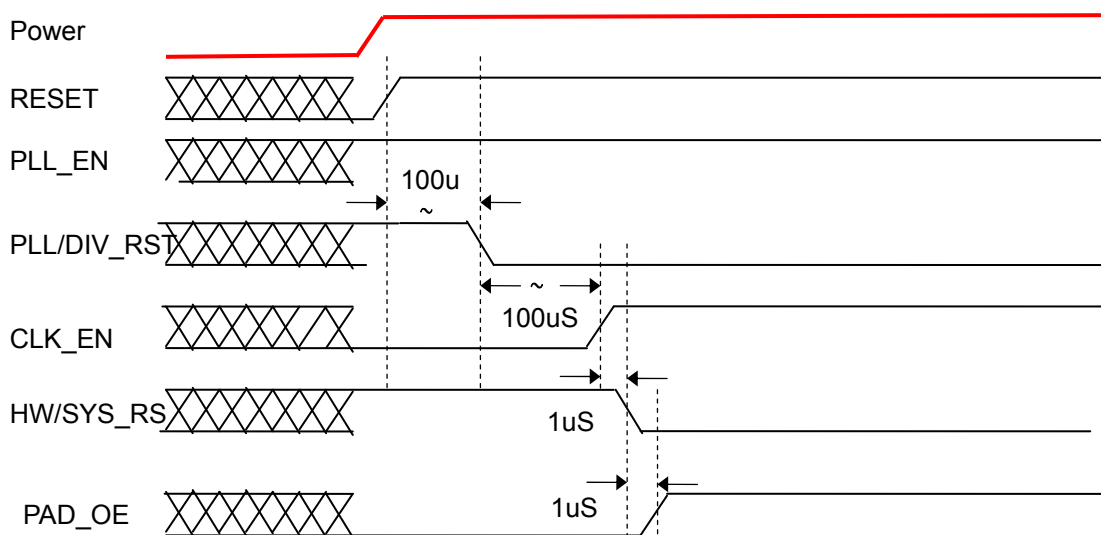 Power
RESET
PLL_EN
100u
~
PLL/DIV_RST
~
100uS
CLK_EN
HW/SYS_RS
1uS
1uS
PAD_OE